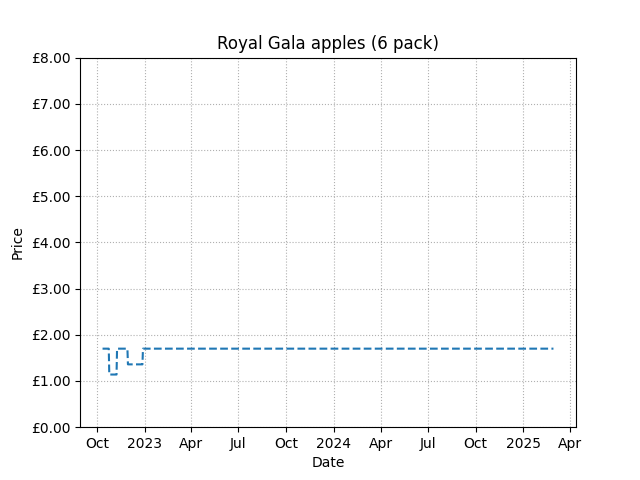 Royal Gala apples (6 pack)
£8.00
£7.00
£6.00
£5.00
£4.00
£3.00
£2.00
£1.00
£0.00
Price
Oct 2023 Apr Jul Oct 2024 Apr Jul Oct 2025 Apr
Date